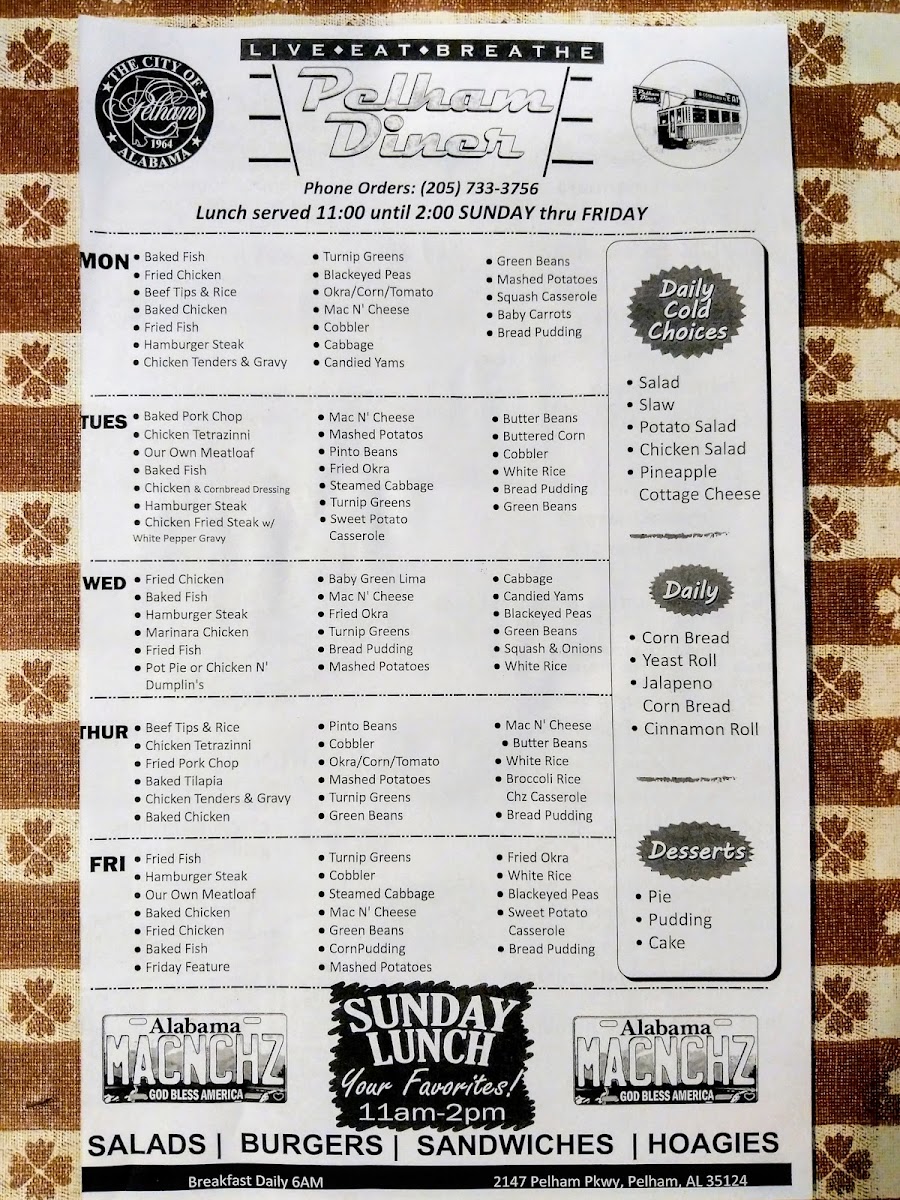 LIVE◆EAT◆BREATHE
THE CITY OF
Pelham
1964
ALABAMA
Pelham
Diner
Pelham Diner
EAT
Phone Orders: (205) 733-3756
Lunch served 11:00 until 2:00 SUNDAY thru FRIDAY
MON
• Baked Fish
• Fried Chicken
• Beef Tips & Rice
• Baked Chicken
• Fried Fish
• Hamburger Steak
• Chicken Tenders & Gravy
• Turnip Greens
• Blackeyed Peas
• Okra/Corn/Tomato
• Mac N' Cheese
• Cobbler
• Cabbage
• Candied Yams
• Green Beans
• Mashed Potatoes
• Squash Casserole
• Baby Carrots
• Bread Pudding
TUES
• Baked Pork Chop
• Chicken Tetrazinni
• Our Own Meatloaf
• Baked Fish
• Chicken & Cornbread Dressing
• Hamburger Steak
• Chicken Fried Steak w/
White Pepper Gravy
• Mac N' Cheese
• Mashed Potatos
• Pinto Beans
• Fried Okra
• Steamed Cabbage
• Turnip Greens
• Sweet Potato
Casserole
• Butter Beans
• Buttered Corn
• Cobbler
• White Rice
• Bread Pudding
• Green Beans
WED
• Fried Chicken
• Baked Fish
• Hamburger Steak
• Marinara Chicken
• Fried Fish
• Pot Pie or Chicken N'
Dumplin's
• Baby Green Lima
• Mac N' Cheese
• Fried Okra
• Turnip Greens
• Bread Pudding
• Mashed Potatoes
• Cabbage
• Candied Yams
• Blackeyed Peas
• Green Beans
• Squash & Onions
• White Rice
THUR
• Beef Tips & Rice
• Chicken Tetrazinni
• Fried Pork Chop
• Baked Tilapia
• Chicken Tenders & Gravy
• Baked Chicken
• Pinto Beans
• Cobbler
• Okra/Corn/Tomato
• Mashed Potatoes
• Turnip Greens
• Green Beans
• Mac N' Cheese
• Butter Beans
• White Rice
• Broccoli Rice
Chz Casserole
• Bread Pudding
FRI
• Fried Fish
• Hamburger Steak
• Our Own Meatloaf
• Baked Chicken
• Fried Chicken
• Baked Fish
• Friday Feature
• Turnip Greens
• Cobbler
• Steamed Cabbage
• Mac N' Cheese
• Green Beans
• CornPudding
• Mashed Potatoes
• Fried Okra
• White Rice
• Blackeyed Peas
• Sweet Potato
Casserole
• Bread Pudding
Daily
Cold
Choices
• Salad
• Slaw
• Potato Salad
• Chicken Salad
• Pineapple
Cottage Cheese
Daily
• Corn Bread
• Yeast Roll
• Jalapeno
Corn Bread
• Cinnamon Roll
Desserts
• Pie
• Pudding
• Cake
Alabama
MACNCHZ
GOD BLESS AMERICA
SUNDAY
LUNCH
Your Favorites!
11am-2pm
Alabama
MACNCHZ
GOD BLESS AMERICA
SALADS | BURGERS | SANDWICHES | HOAGIES
Breakfast Daily 6AM
2147 Pelham Pkwy, Pelham, AL 35124